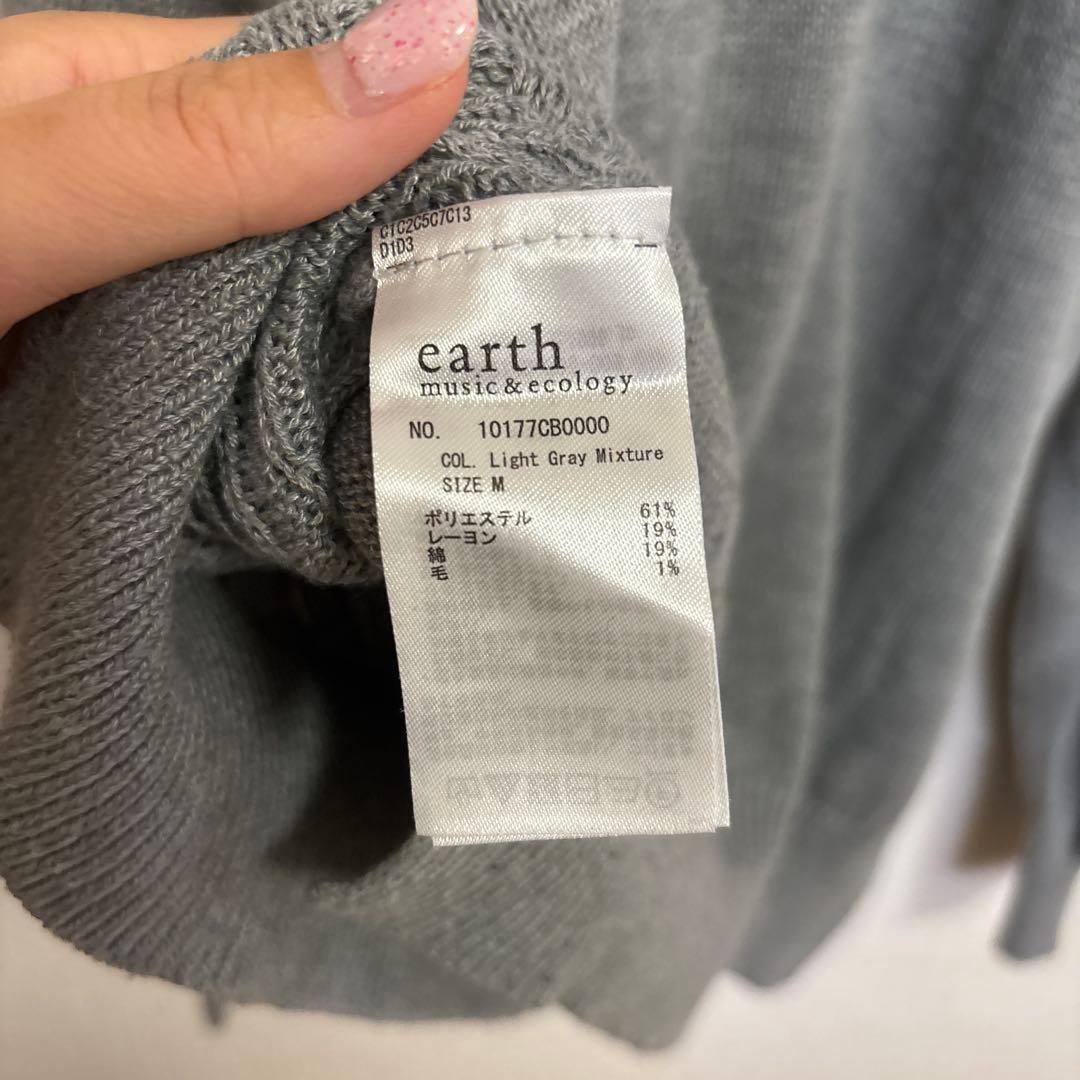 C1C2C5C7C13
D1D3
earth
music&ecology
NO. 10177CB0000
COL. Light Gray Mixture
SIZE M
ポリエステル 61%
レーヨン 19%
綿 19%
毛 1%